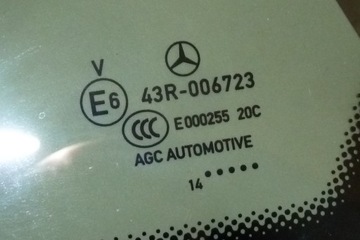 V
E6 43R-006723
CCC E000255 20C
AGC AUTOMOTIVE
14 •••••